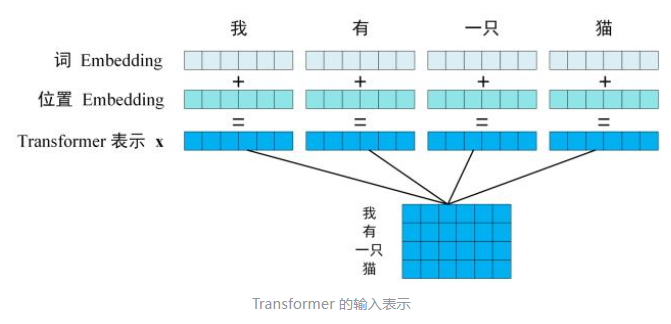 我 有 一只 猫
词 Embedding
+ + + +
位置 Embedding
= = = =
Transformer 表示 x
我
有
一只
猫
Transformer 的输入表示